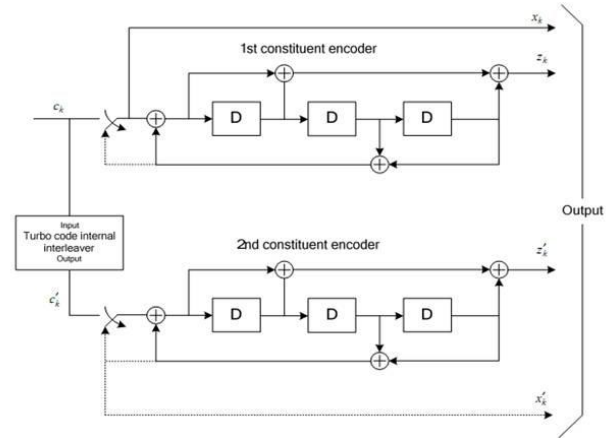 x_k
1st constituent encoder
z_k
c_k
D
D
D
Output
Input
Turbo code internal
interleaver
Output
2nd constituent encoder
z'_k
c'_k
D
D
D
x'_k